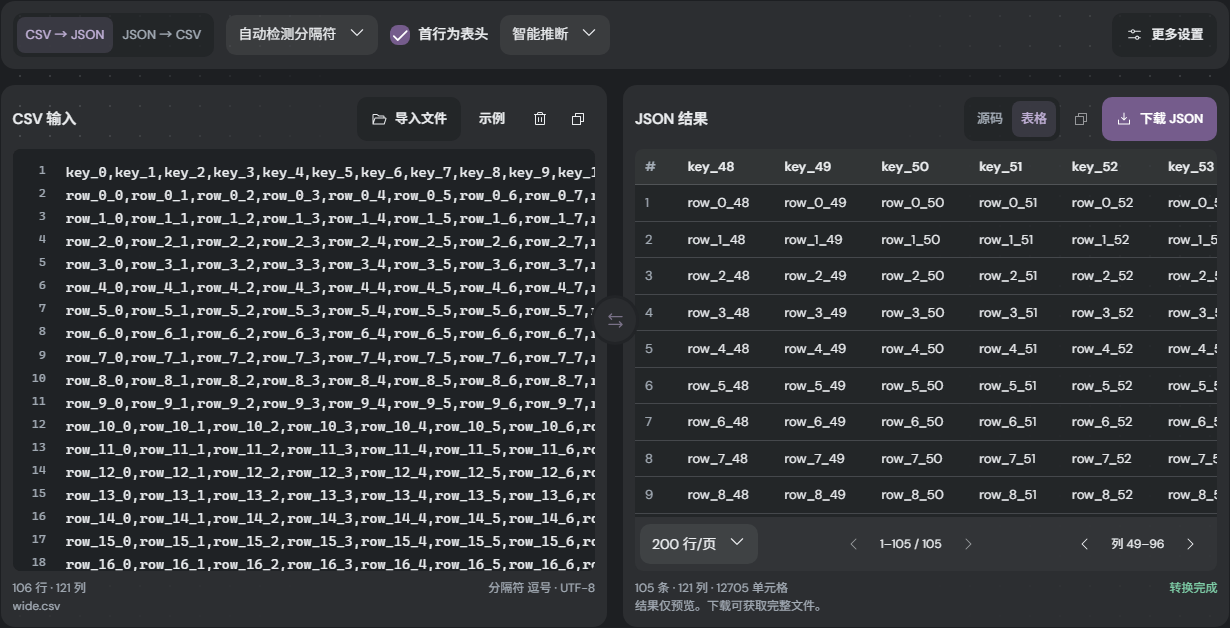 CSV → JSON JSON → CSV 自动检测分隔符 首行为表头 智能推断 更多设置
CSV 输入 导入文件 示例
1 key_0,key_1,key_2,key_3,key_4,key_5,key_6,key_7,key_8,key_9,key_1
2 row_0_0,row_0_1,row_0_2,row_0_3,row_0_4,row_0_5,row_0_6,row_0_7,r
3 row_1_0,row_1_1,row_1_2,row_1_3,row_1_4,row_1_5,row_1_6,row_1_7,r
4 row_2_0,row_2_1,row_2_2,row_2_3,row_2_4,row_2_5,row_2_6,row_2_7,r
5 row_3_0,row_3_1,row_3_2,row_3_3,row_3_4,row_3_5,row_3_6,row_3_7,r
6 row_4_0,row_4_1,row_4_2,row_4_3,row_4_4,row_4_5,row_4_6,row_4_7,r
7 row_5_0,row_5_1,row_5_2,row_5_3,row_5_4,row_5_5,row_5_6,row_5_7,r
8 row_6_0,row_6_1,row_6_2,row_6_3,row_6_4,row_6_5,row_6_6,row_6_7,r
9 row_7_0,row_7_1,row_7_2,row_7_3,row_7_4,row_7_5,row_7_6,row_7_7,r
10 row_8_0,row_8_1,row_8_2,row_8_3,row_8_4,row_8_5,row_8_6,row_8_7,r
11 row_9_0,row_9_1,row_9_2,row_9_3,row_9_4,row_9_5,row_9_6,row_9_7,r
12 row_10_0,row_10_1,row_10_2,row_10_3,row_10_4,row_10_5,row_10_6,ro
13 row_11_0,row_11_1,row_11_2,row_11_3,row_11_4,row_11_5,row_11_6,ro
14 row_12_0,row_12_1,row_12_2,row_12_3,row_12_4,row_12_5,row_12_6,ro
15 row_13_0,row_13_1,row_13_2,row_13_3,row_13_4,row_13_5,row_13_6,ro
16 row_14_0,row_14_1,row_14_2,row_14_3,row_14_4,row_14_5,row_14_6,ro
17 row_15_0,row_15_1,row_15_2,row_15_3,row_15_4,row_15_5,row_15_6,ro
18 row_16_0,row_16_1,row_16_2,row_16_3,row_16_4,row_16_5,row_16_6,ro
106 行 · 121 列 分隔符 逗号 · UTF-8
wide.csv
JSON 结果 源码 表格 下载 JSON
# key_48 key_49 key_50 key_51 key_52 key_53
1 row_0_48 row_0_49 row_0_50 row_0_51 row_0_52 row_0_5
2 row_1_48 row_1_49 row_1_50 row_1_51 row_1_52 row_1_5
3 row_2_48 row_2_49 row_2_50 row_2_51 row_2_52 row_2_5
4 row_3_48 row_3_49 row_3_50 row_3_51 row_3_52 row_3_5
5 row_4_48 row_4_49 row_4_50 row_4_51 row_4_52 row_4_5
6 row_5_48 row_5_49 row_5_50 row_5_51 row_5_52 row_5_5
7 row_6_48 row_6_49 row_6_50 row_6_51 row_6_52 row_6_5
8 row_7_48 row_7_49 row_7_50 row_7_51 row_7_52 row_7_5
9 row_8_48 row_8_49 row_8_50 row_8_51 row_8_52 row_8_5
200 行/页 1–105 / 105 列 49–96
105 条 · 121 列 · 12705 单元格 转换完成
结果仅预览。下载可获取完整文件。